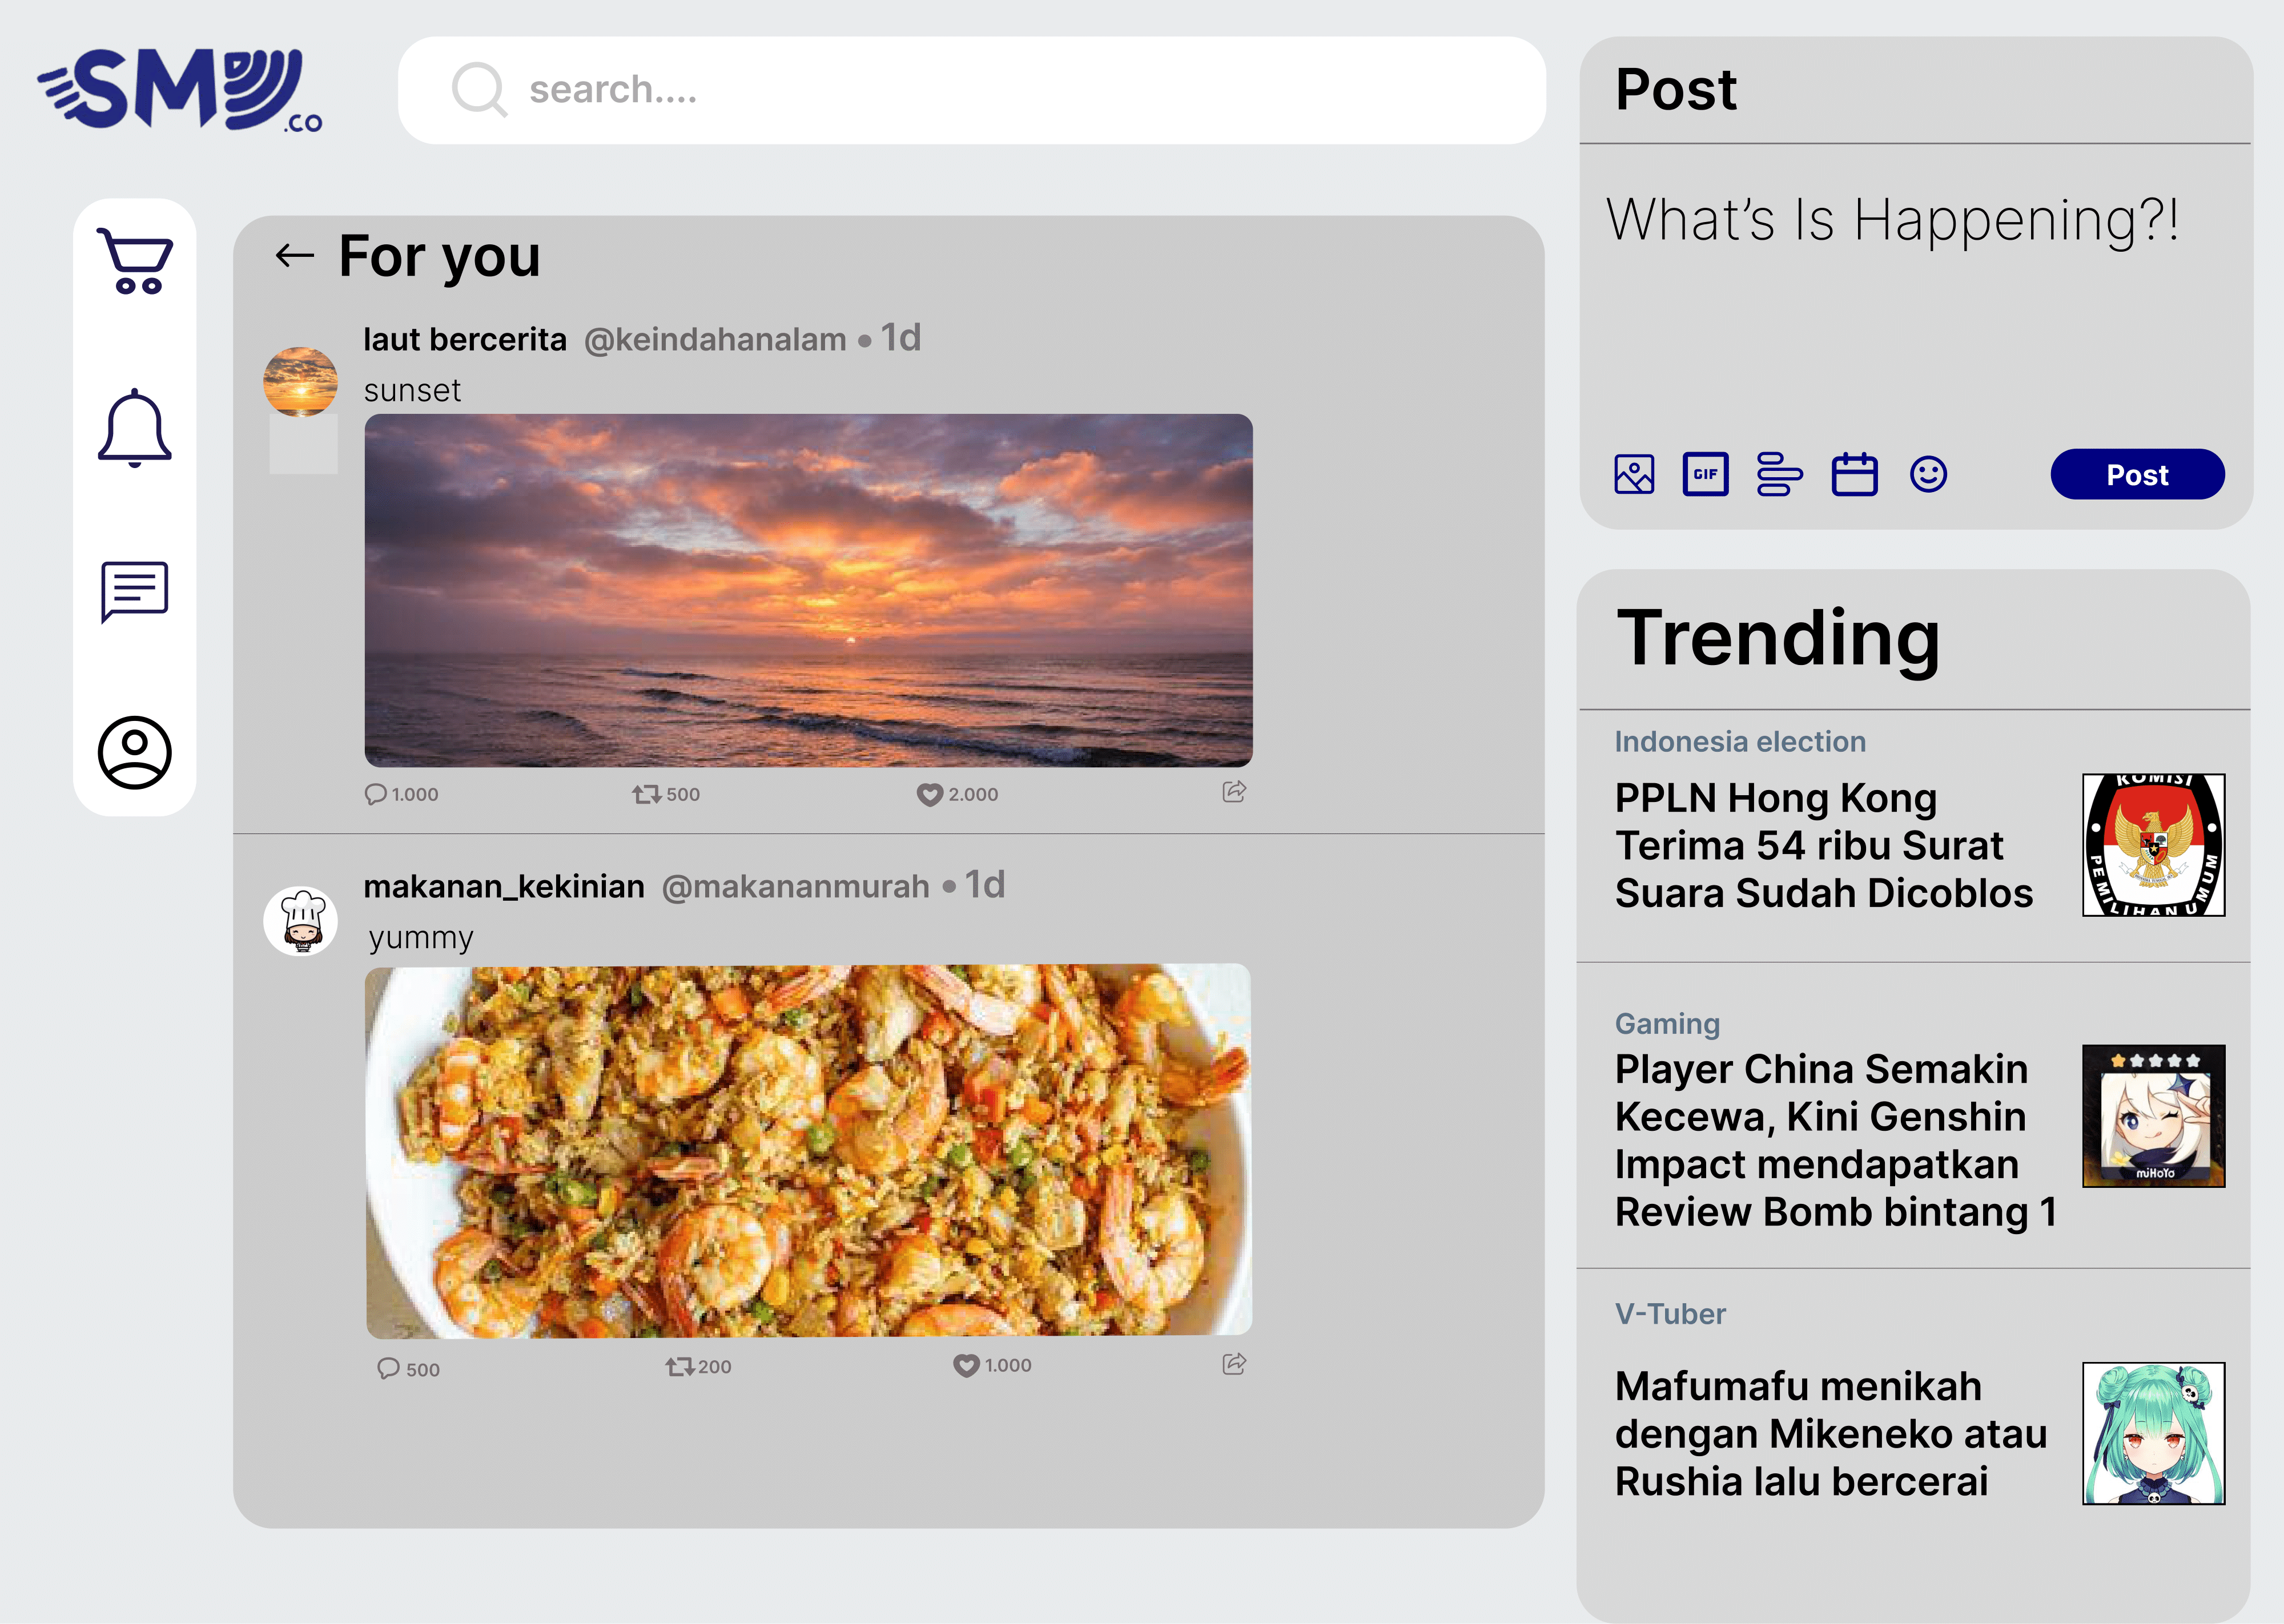 SMD.co
search....
For you
laut bercerita @keindahanalam • 1d
sunset
1.000 500 2.000
makanan_kekinian @makananmurah • 1d
yummy
500 200 1.000
Post
What’s Is Happening?!
GIF Post
Trending
Indonesia election
PPLN Hong Kong
Terima 54 ribu Surat
Suara Sudah Dicoblos
KOMISI
PEMILIHAN UMUM
Gaming
Player China Semakin
Kecewa, Kini Genshin
Impact mendapatkan
Review Bomb bintang 1
miHoYo
V-Tuber
Mafumafu menikah
dengan Mikeneko atau
Rushia lalu bercerai